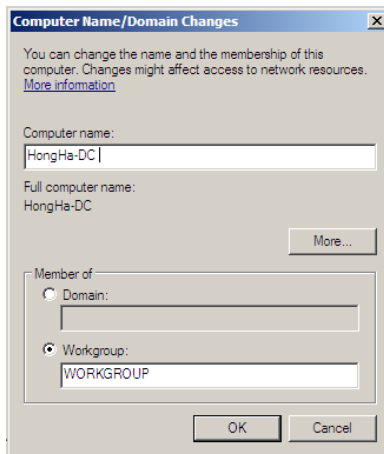 Computer Name/Domain Changes
You can change the name and the membership of this
computer. Changes might affect access to network resources.
More information
Computer name:
HongHa-DC
Full computer name:
HongHa-DC
More...
Member of
Domain:
Workgroup:
WORKGROUP
OK Cancel